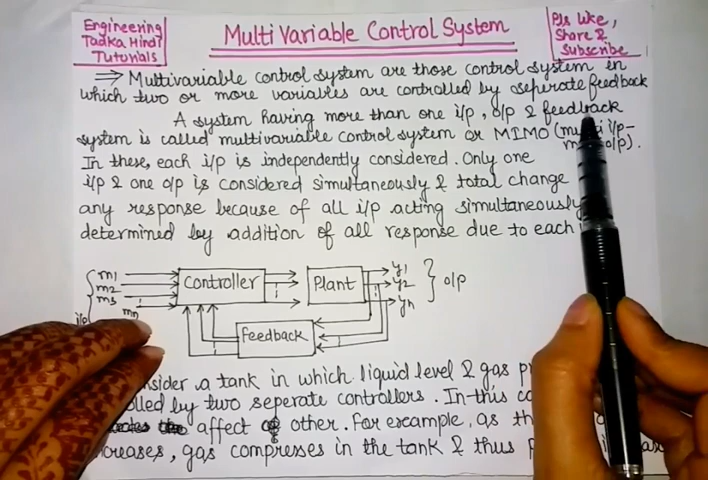 Engineering
Tadka Hindi
Tutorials
Multi Variable Control System
Pls like,
Share &
Subscribe
⇒ Multivariable control system are those control system in
which two or more variables are controlled by seperate feedback
A system having more than one i/p, o/p & feedback
system is called multivariable control system or MIMO (i/p-
o/p).
In these, each i/p is independently considered. Only one
i/p & one o/p is considered simultaneously & total change
any response because of all i/p acting simultaneously
determined by addition of all response due to each
i/p
m1
m2
m3
mn
Controller
Plant
y1
y2
yn
o/p
feedback
a tank in which liquid level & gas
by two seperate controllers. In this
affect other. For example, as
gas compresses in the tank & thus